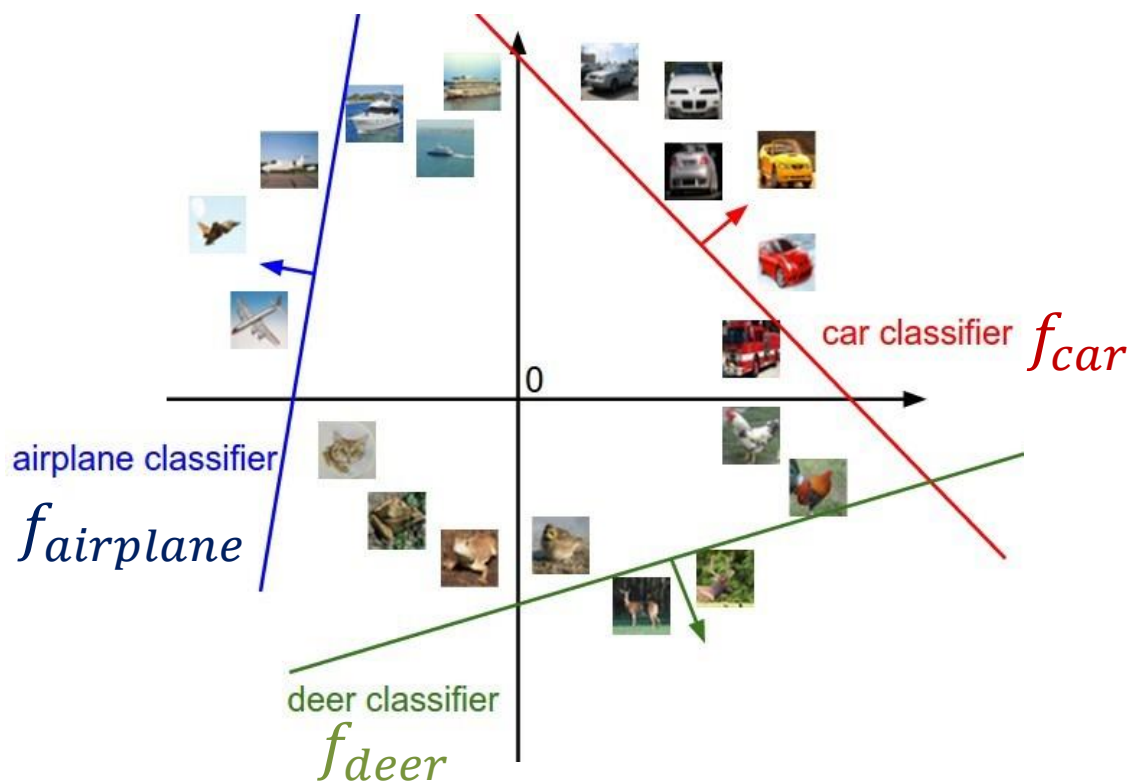 0
car classifier f_car
airplane classifier
f_airplane
deer classifier
f_deer